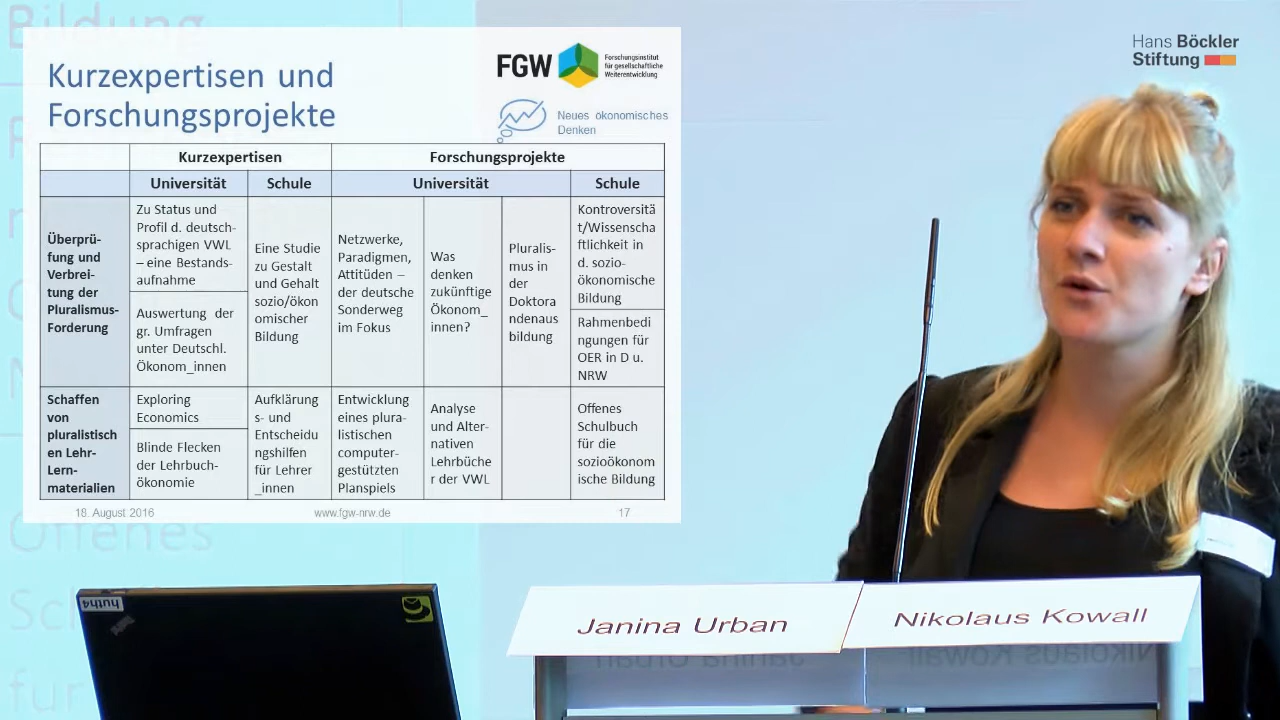 Kurzexpertisen und
Forschungsprojekte
FGW
Forschungsinstitut
für gesellschaftliche
Weiterentwicklung
Neues ökonomisches
Denken
Kurzexpertisen
Forschungsprojekte
Universität
Schule
Universität
Schule
Überprü-
fung und
Verbrei-
tung der
Pluralismus-
Forderung
Zu Status und
Profil d. deutsch-
sprachigen VWL
– eine Bestands-
aufnahme
Auswertung der
gr. Umfragen
unter Deutschl.
Ökonom_innen
Eine Studie
zu Gestalt
und Gehalt
sozio/ökon
omischer
Bildung
Netzwerke,
Paradigmen,
Attitüden –
der deutsche
Sonderweg
im Fokus
Was
denken
zukünftige
Ökonom_
innen?
Pluralis-
mus in
der
Doktora
ndenaus
bildung
Kontroversitä
t/Wissenscha
ftlichkeit in
d. sozio-
ökonomische
Bildung
Rahmenbedi
ngungen für
OER in D u.
NRW
Schaffen
von
pluralistisch
en Lehr-
Lern-
materialien
Exploring
Economics
Blinde Flecken
der Lehrbuch-
ökonomie
Aufklärung
s- und
Entscheidu
ngshilfen
für Lehrer
_innen
Entwicklung
eines plura-
listischen
computer-
gestützten
Planspiels
Analyse
und Alter-
nativen
Lehrbüche
r der VWL
Offenes
Schulbuch
für die
sozioökonom
ische Bildung
18. August 2016
www.fgw-nrw.de
17
Hans Böckler
Stiftung
huth4
Janina Urban
Nikolaus Kowall
Bildung
Offenes
für